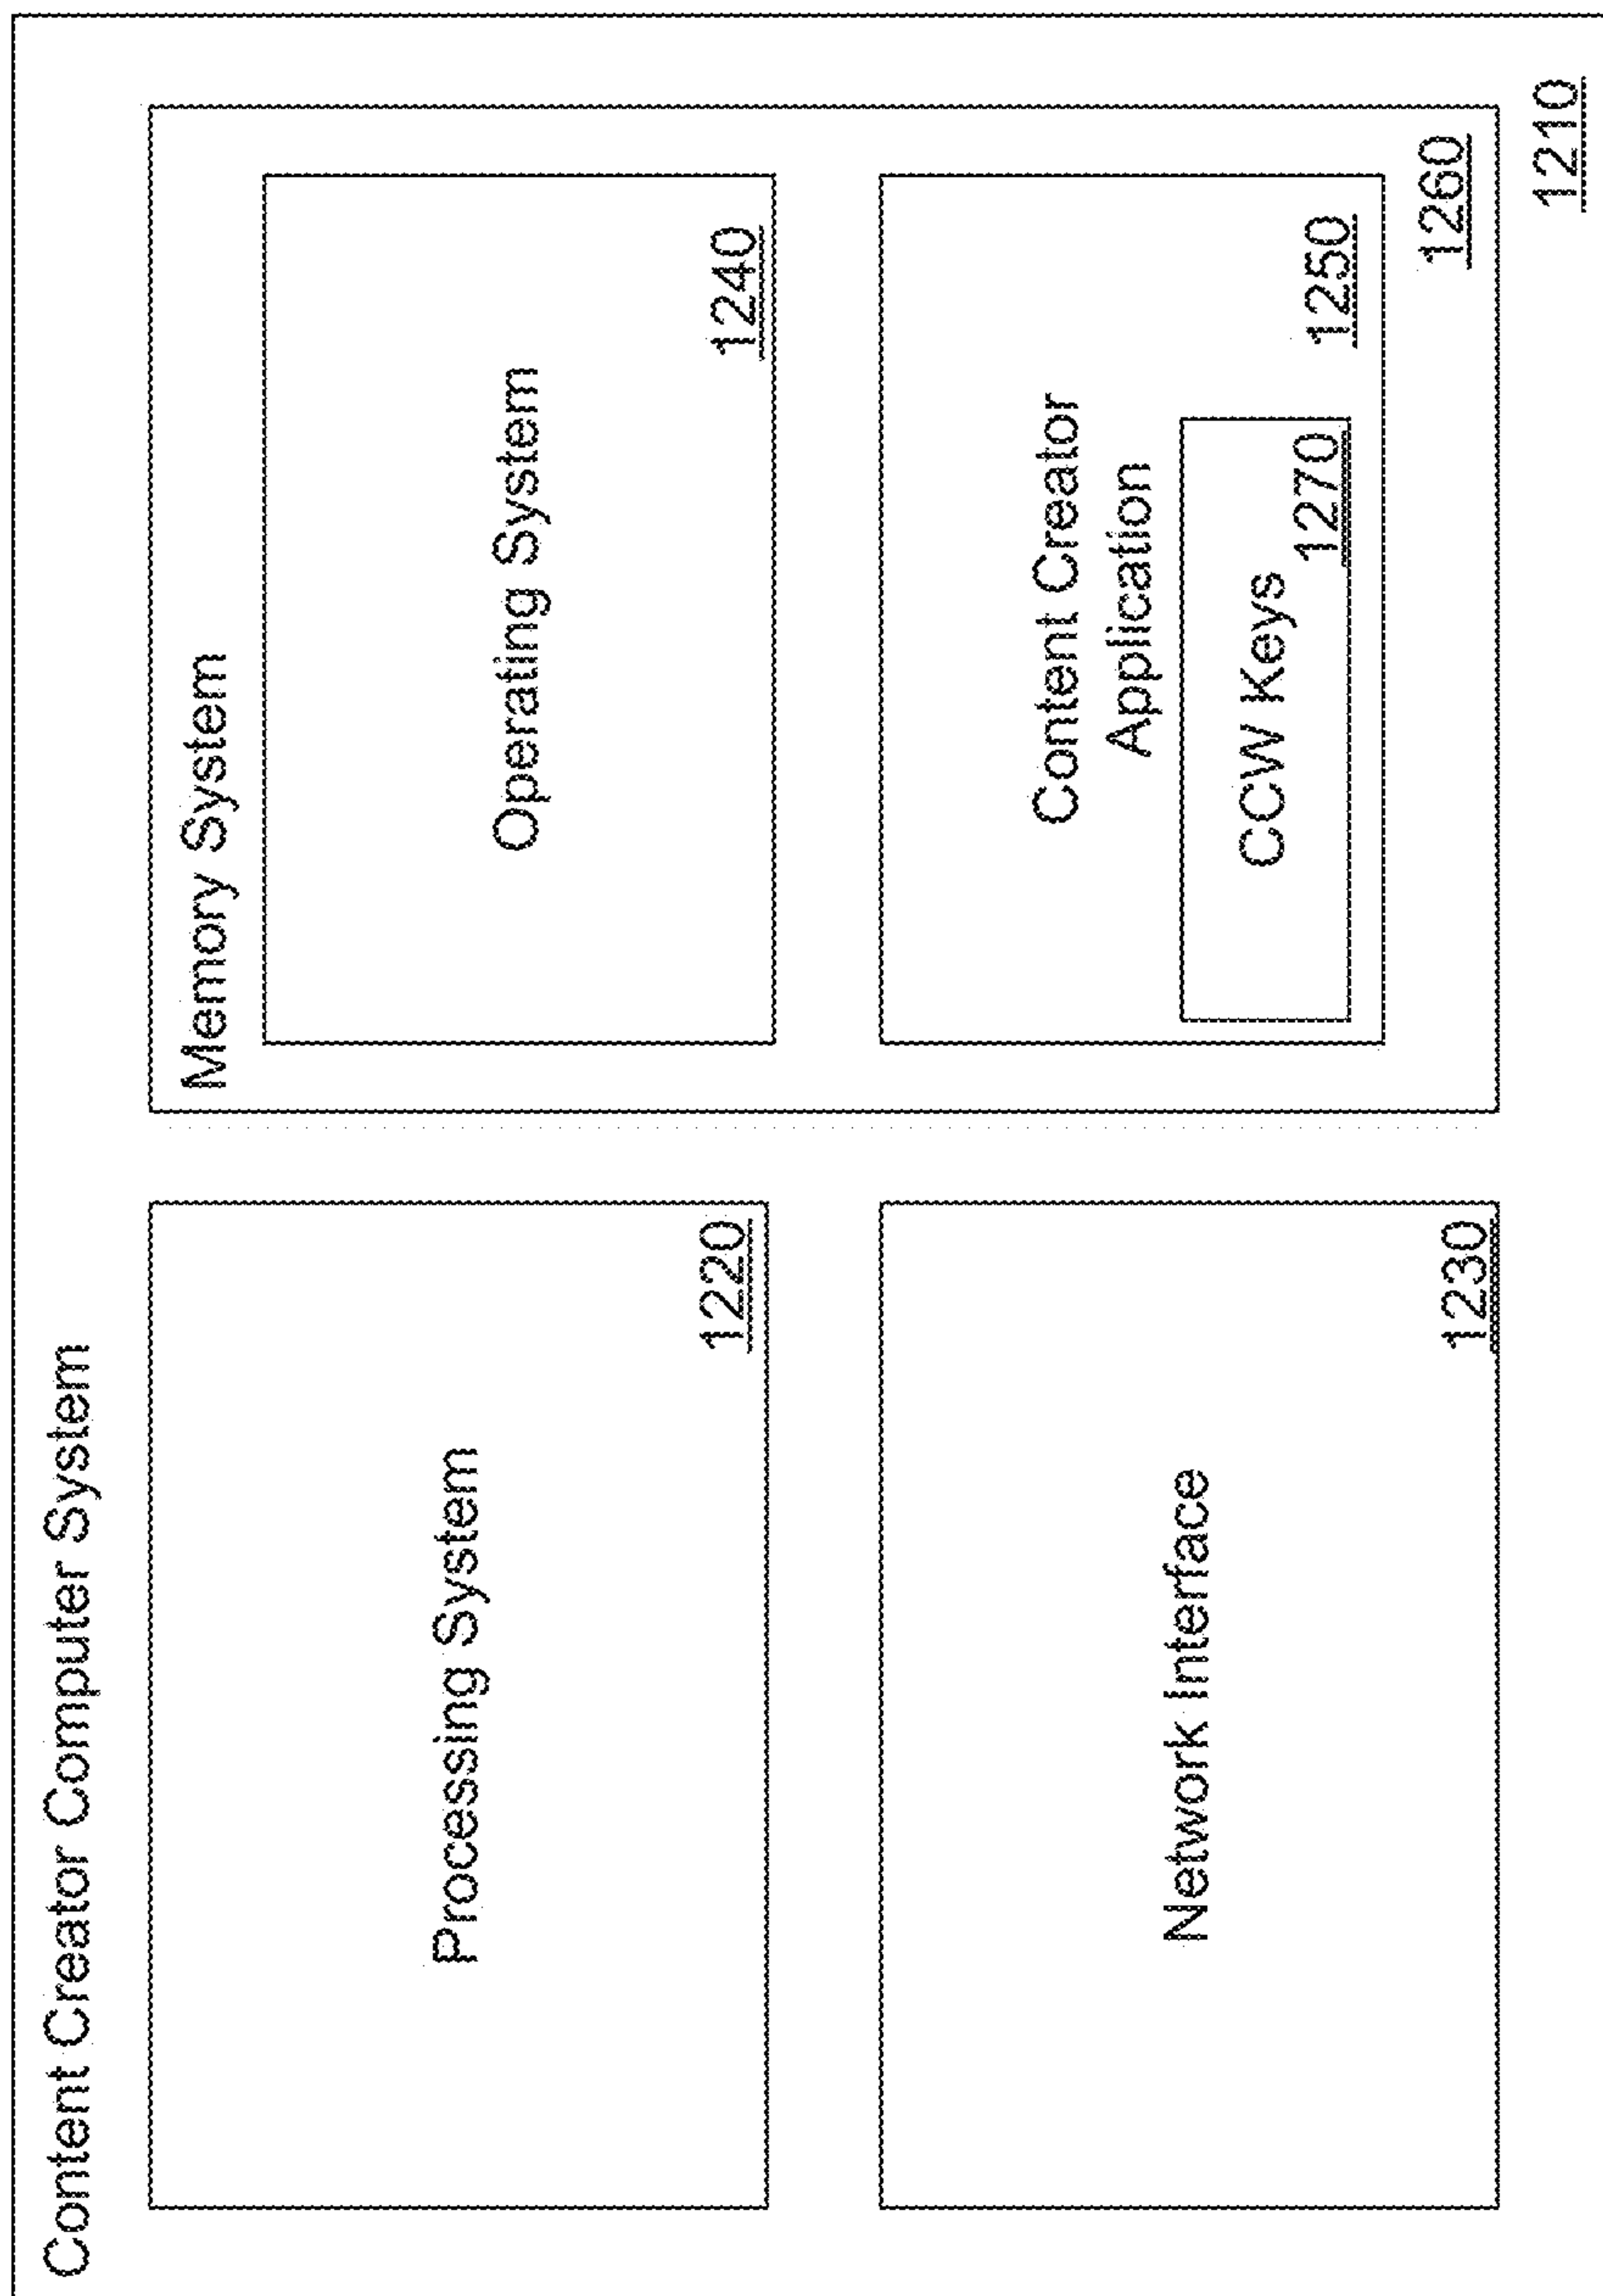 Content Creator Computer System
Processing System
1220
Network Interface
1230
Memory System
Operating System
1240
Content Creator
Application
1250
CCW Keys
1270
1260
1210